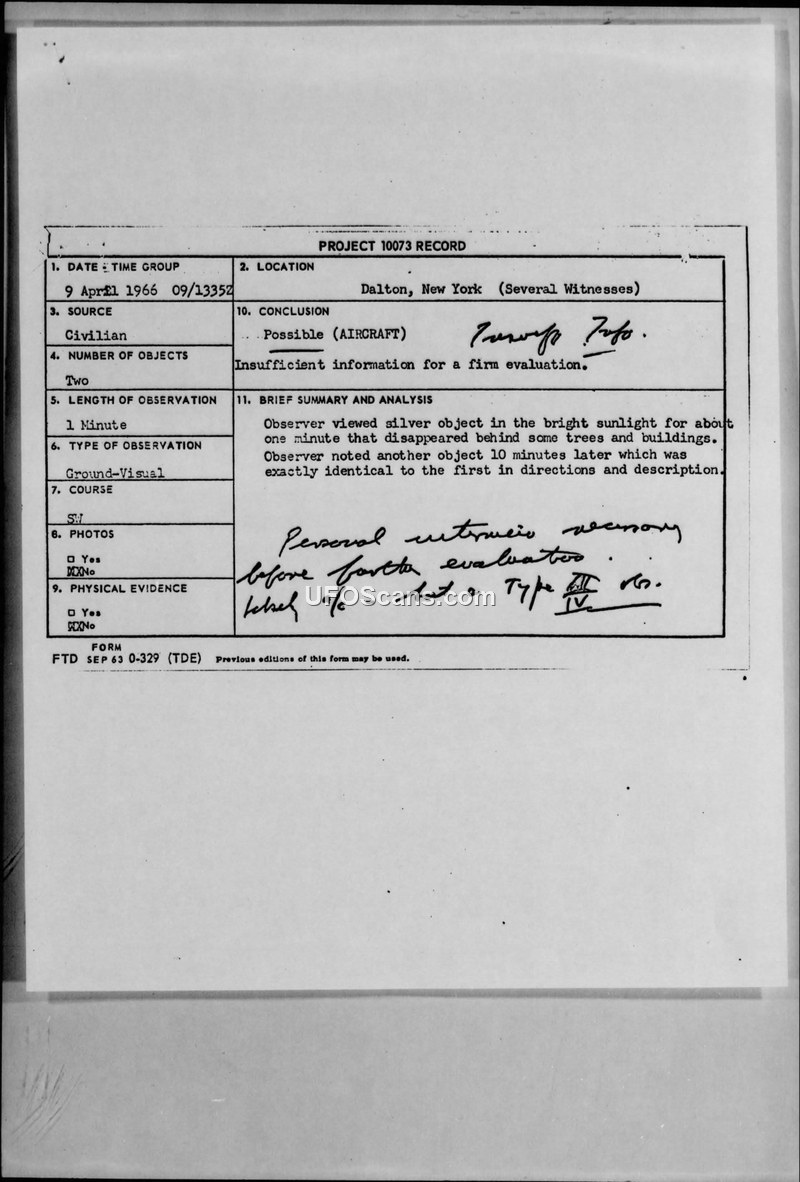 PROJECT 10073 RECORD
1. DATE - TIME GROUP
9 April 1966 09/1335Z
2. LOCATION
Dalton, New York (Several Witnesses)
3. SOURCE
Civilian
10. CONCLUSION
Possible (AIRCRAFT)
Info.
Insufficient information for a firm evaluation.
4. NUMBER OF OBJECTS
Two
5. LENGTH OF OBSERVATION
1 Minute
11. BRIEF SUMMARY AND ANALYSIS
Observer viewed silver object in the bright sunlight for about
one minute that disappeared behind some trees and buildings.
Observer noted another object 10 minutes later which was
exactly identical to the first in directions and description.
6. TYPE OF OBSERVATION
Ground-Visual
7. COURSE
SW
8. PHOTOS
□ Yes
No
9. PHYSICAL EVIDENCE
□ Yes
No
Personal necessary
before evaluation.
Type IV
UFOScans.com
FORM
FTD SEP 63 0-329 (TDE) Previous editions of this form may be used.